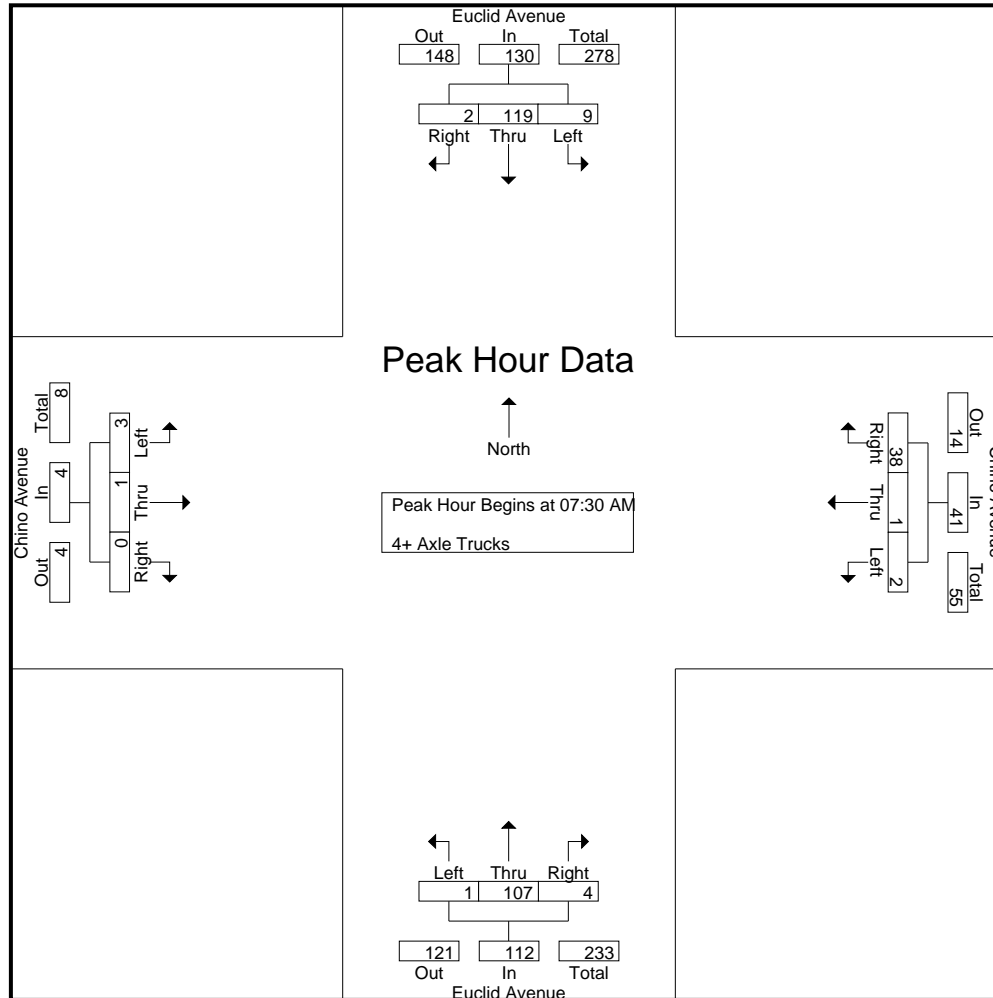 Euclid Avenue
Out In Total
148 130 278
2 119 9
Right Thru Left
Peak Hour Data
North
Peak Hour Begins at 07:30 AM
4+ Axle Trucks
Chino Avenue
Total In Out
8 4 4
3 1 0
Left Thru Right
Out In Total
14 41 55
38 1 2
Right Thru Left
Left Thru Right
1 107 4
121 112 233
Out In Total
Euclid Avenue